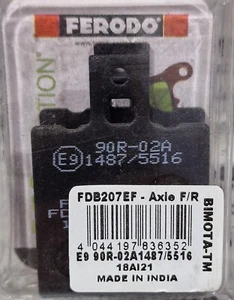 FERODO
90R-02A
E9 1487/5516
FDB207EF - Axle F/R
BIMOTA-TM
4 044197 836352
E9 90R-02A1487/5516
18AI21
MADE IN INDIA